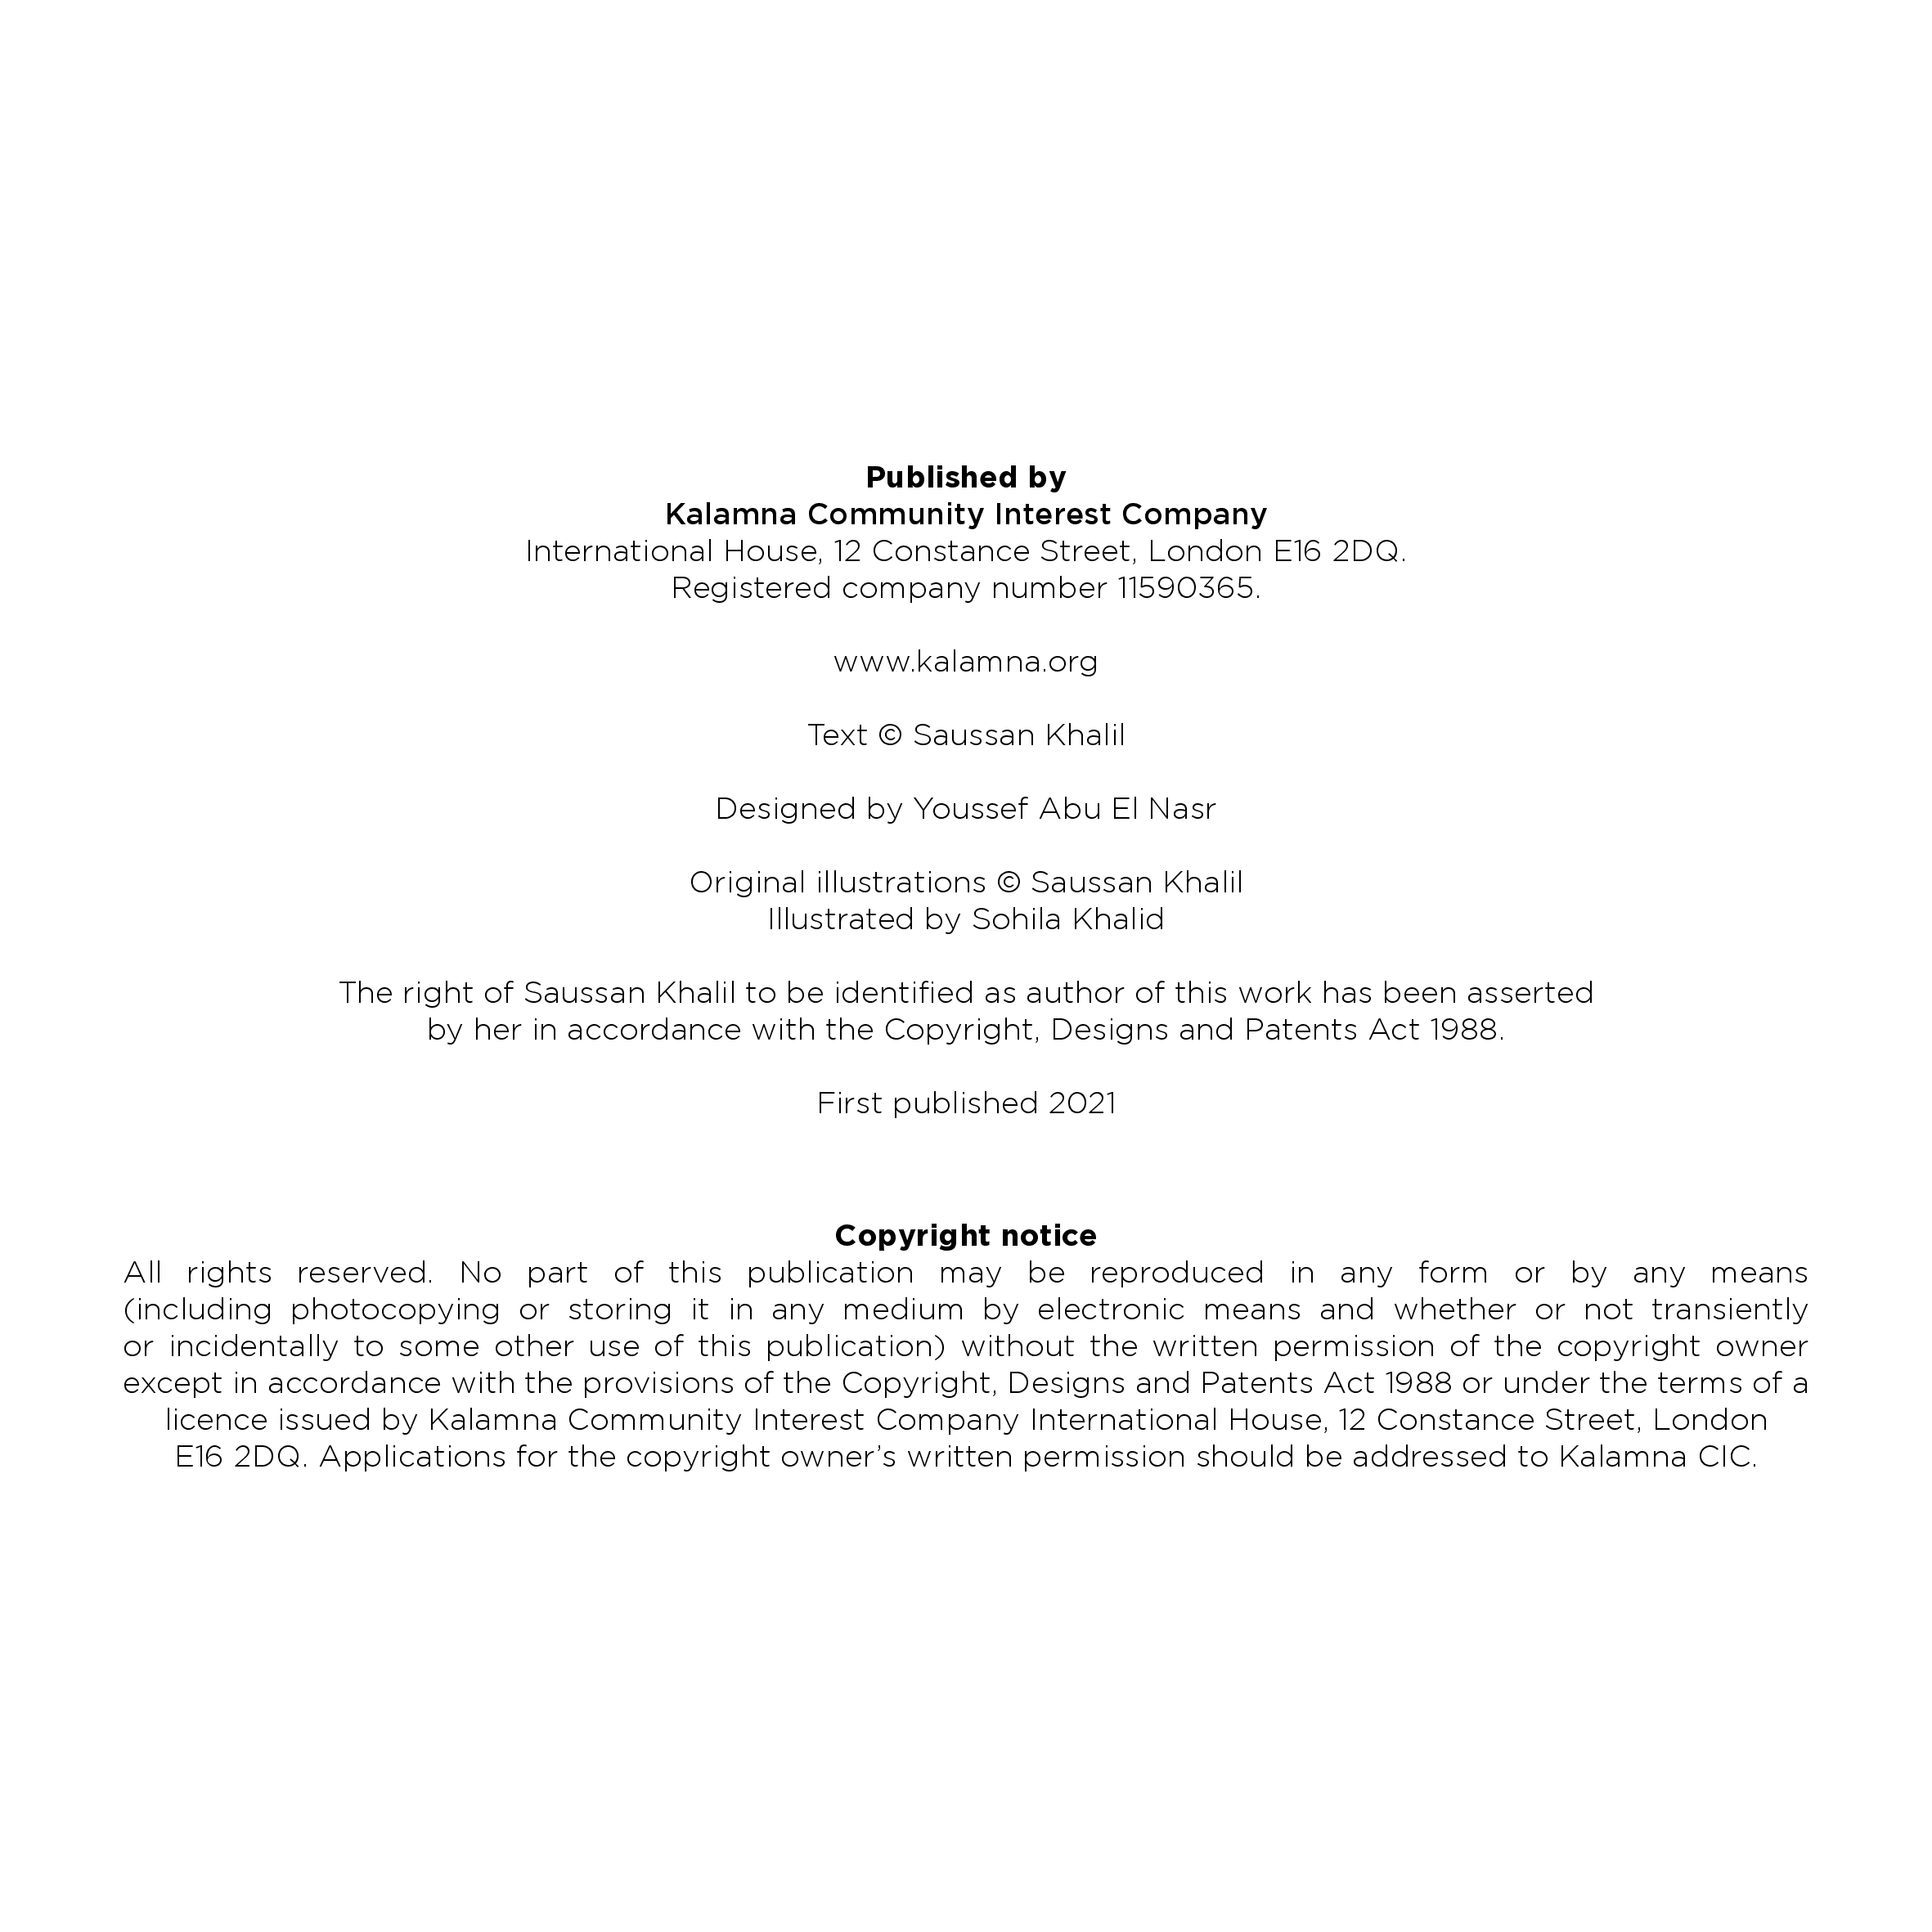 Published by
Kalamna Community Interest Company
International House, 12 Constance Street, London E16 2DQ.
Registered company number 11590365.
www.kalamna.org
Text © Saussan Khalil
Designed by Youssef Abu El Nasr
Original illustrations © Saussan Khalil
Illustrated by Sohila Khalid
The right of Saussan Khalil to be identified as author of this work has been asserted
by her in accordance with the Copyright, Designs and Patents Act 1988.
First published 2021
Copyright notice
All rights reserved. No part of this publication may be reproduced in any form or by any means
(including photocopying or storing it in any medium by electronic means and whether or not transiently
or incidentally to some other use of this publication) without the written permission of the copyright owner
except in accordance with the provisions of the Copyright, Designs and Patents Act 1988 or under the terms of a
licence issued by Kalamna Community Interest Company International House, 12 Constance Street, London
E16 2DQ. Applications for the copyright owner’s written permission should be addressed to Kalamna CIC.